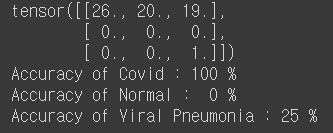 tensor([[26., 20., 19.],
[ 0., 0., 0.],
[ 0., 0., 1.]])
Accuracy of Covid : 100 %
Accuracy of Normal :  0 %
Accuracy of Viral Pneumonia : 25 %